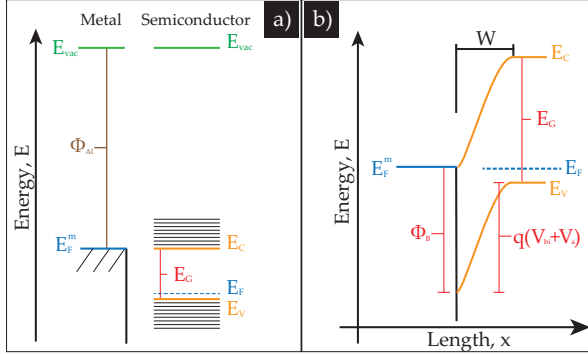 Metal Semiconductor
a)
E_vac E_vac
Φ_Al
Energy, E
E_F^m
E_C
E_G
E_F
E_V
b)
W
E_C
E_G
E_F^m
E_F
E_V
Energy, E
Φ_B
q(V_bi+V_a)
Length, x